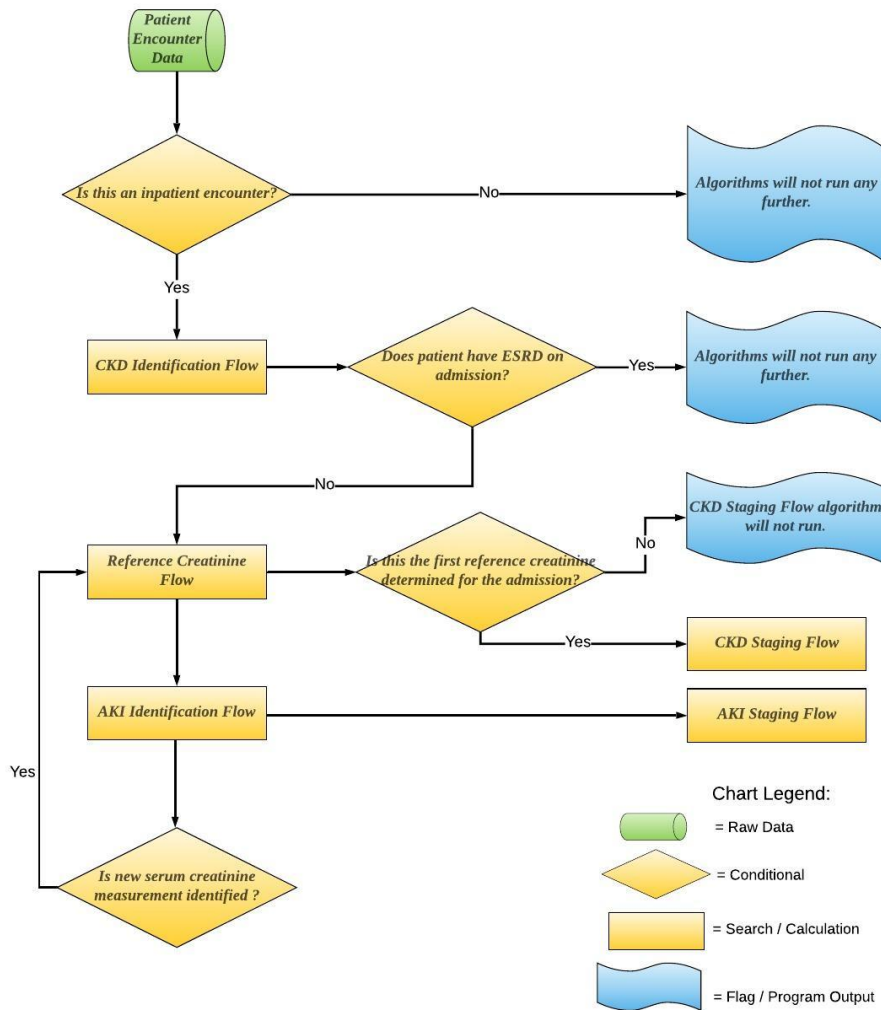 Patient
Encounter
Data
Is this an inpatient encounter?
No
Algorithms will not run any
further.
Yes
CKD Identification Flow
Does patient have ESRD on
admission?
Yes
Algorithms will not run any
further.
No
Reference Creatinine
Flow
Is this the first reference creatinine
determined for the admission?
No
CKD Staging Flow algorithm
will not run.
Yes
CKD Staging Flow
AKI Identification Flow
AKI Staging Flow
Yes
Is new serum creatinine
measurement identified ?
Chart Legend:
= Raw Data
= Conditional
= Search / Calculation
= Flag / Program Output